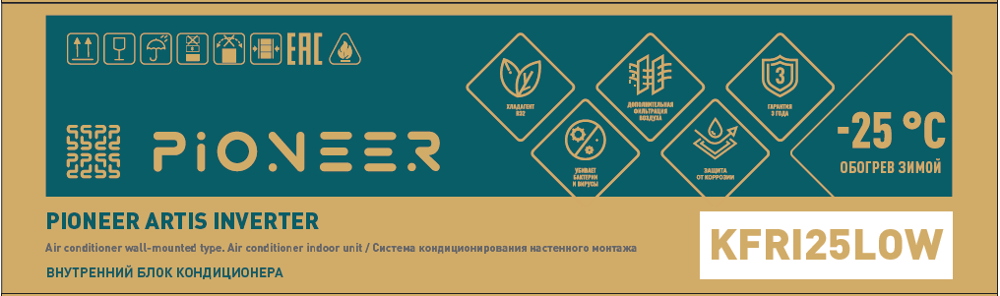 EAC
PIONEER
ХЛАДАГЕНТ
R32
ДОПОЛНИТЕЛЬНАЯ
ФИЛЬТРАЦИЯ
ВОЗДУХА
3
ГАРАНТИЯ
3 ГОДА
УБИВАЕТ
БАКТЕРИИ
И ВИРУСЫ
ЗАЩИТА
ОТ КОРРОЗИИ
-25 °C
ОБОГРЕВ ЗИМОЙ
PIONEER ARTIS INVERTER
Air conditioner wall-mounted type. Air conditioner indoor unit / Система кондиционирования настенного монтажа
ВНУТРЕННИЙ БЛОК КОНДИЦИОНЕРА
KFRI25LOW